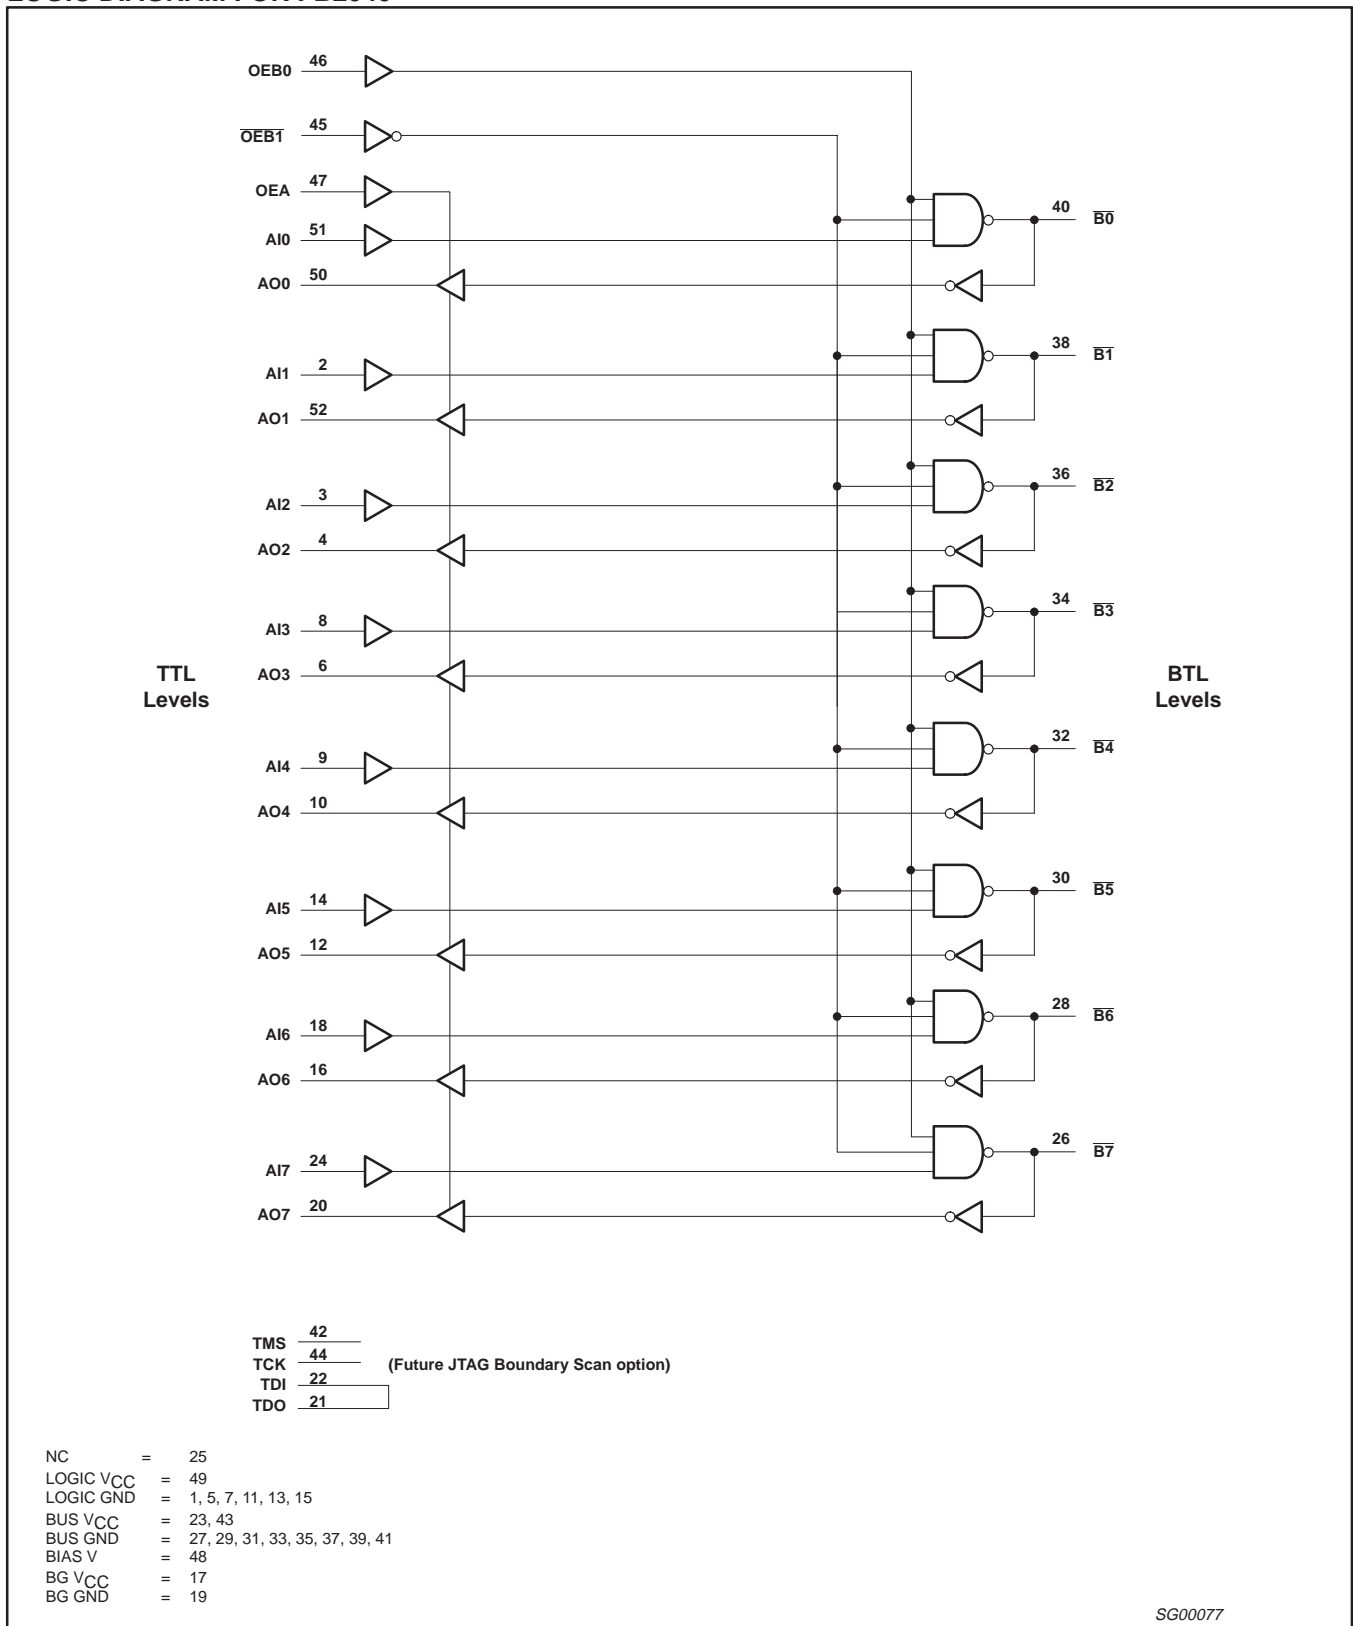 OEB0 46
OEB1 45
OEA 47
AI0 51
40 B0
AO0 50
AI1 2
38 B1
AO1 52
AI2 3
36 B2
AO2 4
AI3 8
34 B3
TTL
Levels
AO3 6
BTL
Levels
AI4 9
32 B4
AO4 10
AI5 14
30 B5
AO5 12
AI6 18
28 B6
AO6 16
AI7 24
26 B7
AO7 20
TMS 42
TCK 44 (Future JTAG Boundary Scan option)
TDI 22
TDO 21
NC = 25
LOGIC VCC = 49
LOGIC GND = 1, 5, 7, 11, 13, 15
BUS VCC = 23, 43
BUS GND = 27, 29, 31, 33, 35, 37, 39, 41
BIAS V = 48
BG VCC = 17
BG GND = 19
SG00077